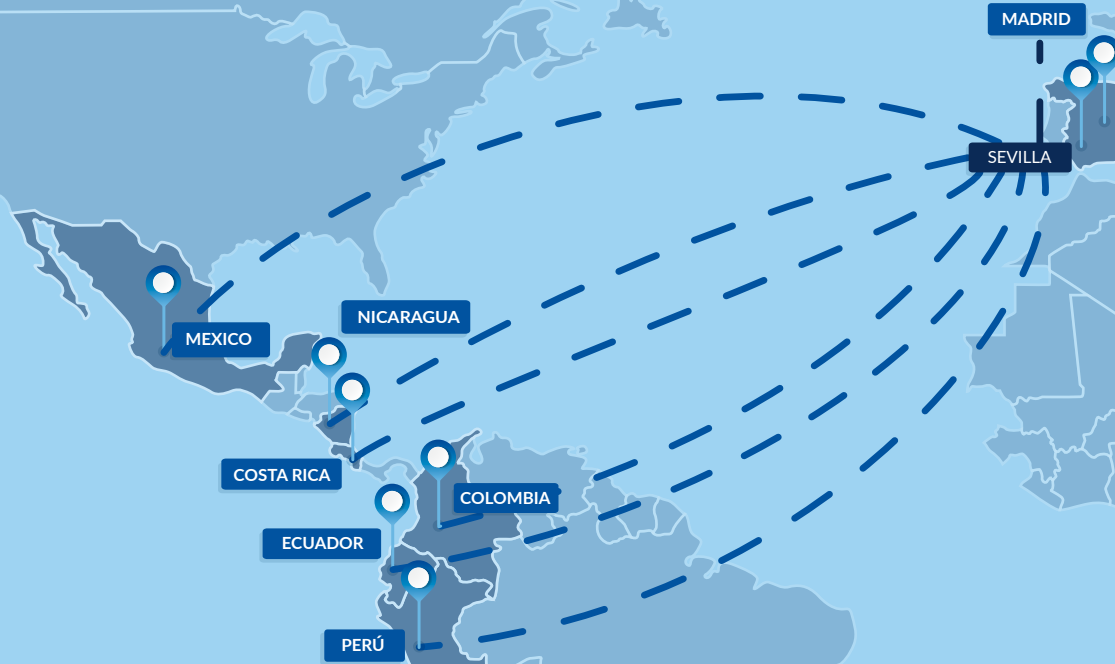 MADRID
SEVILLA
NICARAGUA
MEXICO
COSTA RICA
COLOMBIA
ECUADOR
PERÚ